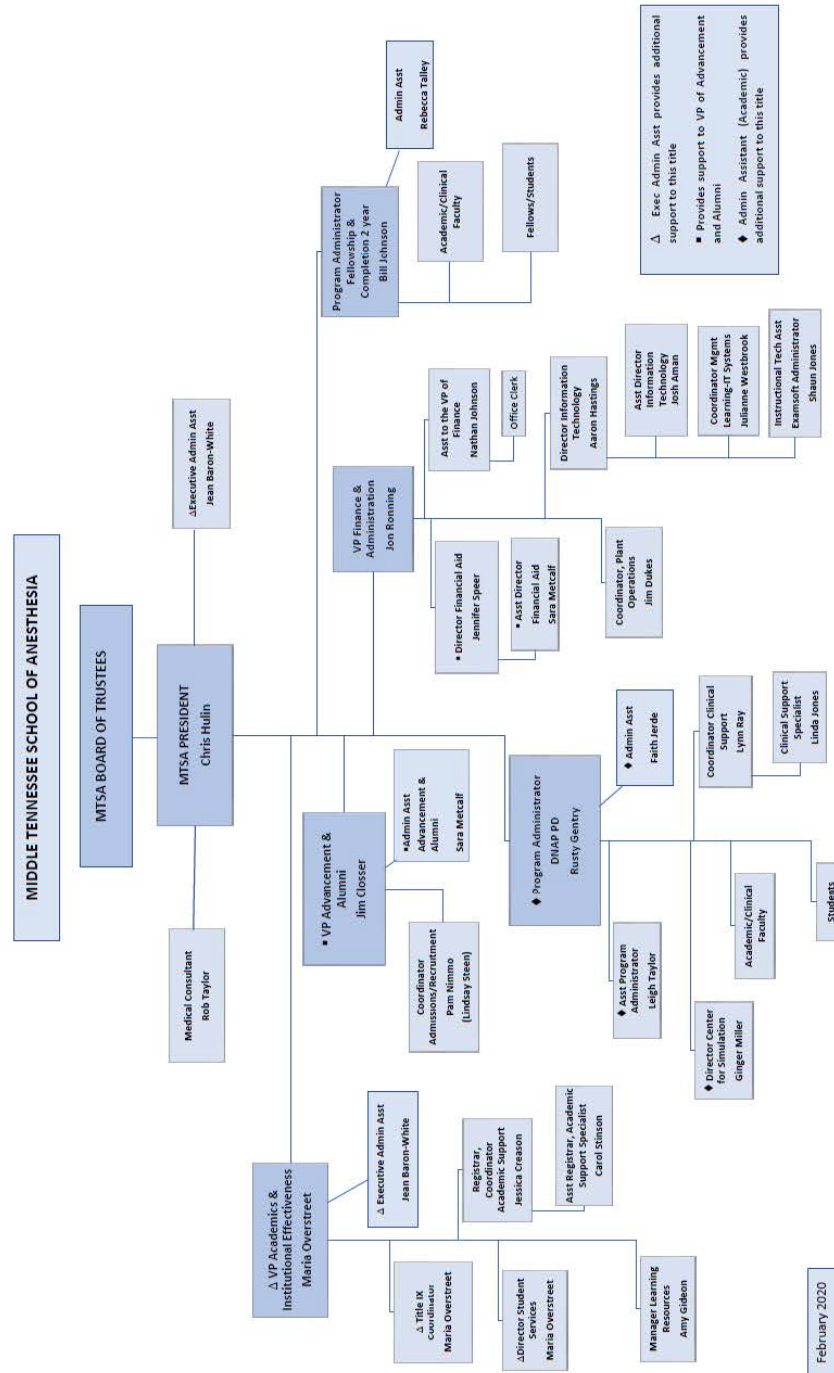 MIDDLE TENNESSEE SCHOOL OF ANESTHESIA
MTSA BOARD OF TRUSTEES
MTSA PRESIDENT
Chris Hulin
Medical Consultant
Rob Taylor
ΔExecutive Admin Asst
Jean Baron-White
Δ VP Academics &
Institutional Effectiveness
Maria Overstreet
Δ Executive Admin Asst
Jean Baron-White
Δ Title IX
Coordinator
Maria Overstreet
Registrar,
Coordinator
Academic Support
Jessica Creason
Asst Registrar, Academic
Support Specialist
Carol Stinson
ΔDirector Student
Services
Maria Overstreet
Manager Learning
Resources
Amy Gideon
▪ VP Advancement &
Alumni
Jim Closser
▪Admin Asst
Advancement &
Alumni
Sara Metcalf
Coordinator
Admissions/Recruitment
Pam Nimmo
(Lindsay Steen)
♦ Program Administrator
DNAP PD
Rusty Gentry
♦ Admin Asst
Faith Jerde
♦ Asst Program
Administrator
Leigh Taylor
Coordinator Clinical
Support
Lynn Ray
Clinical Support
Specialist
Linda Jones
♦ Director Center
for Simulation
Ginger Miller
Academic/Clinical
Faculty
Students
VP Finance &
Administration
Jon Ronning
▪ Director Financial Aid
Jennifer Speer
▪ Asst Director
Financial Aid
Sara Metcalf
Asst to the VP of
Finance
Nathan Johnson
Office Clerk
Director Information
Technology
Aaron Hastings
Asst Director
Information
Technology
Josh Aman
Coordinator Mgmt
Learning-IT Systems
Julianne Westbrook
Instructional Tech Asst
Examsoft Administrator
Shaun Jones
Coordinator, Plant
Operations
Jim Dukes
Program Administrator
Fellowship &
Completion 2 year
Bill Johnson
Admin Asst
Rebecca Talley
Academic/Clinical
Faculty
Fellows/Students
Δ Exec Admin Asst provides additional
support to this title
▪ Provides support to VP of Advancement
and Alumni
♦ Admin Assistant (Academic) provides
additional support to this title
February 2020